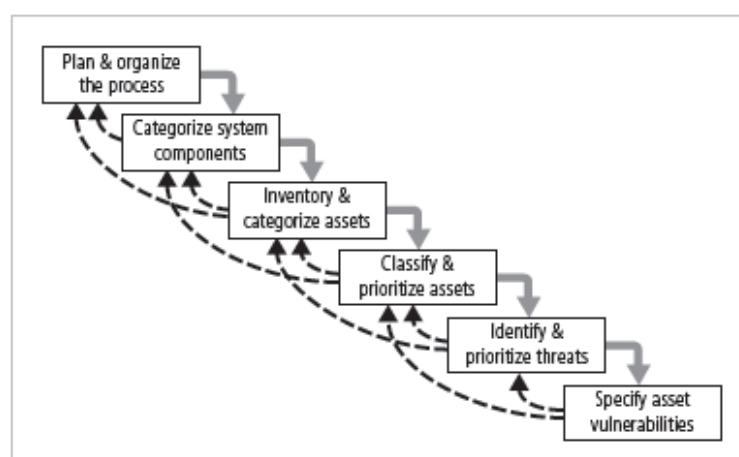 Plan & organize
the process
Categorize system
components
Inventory &
categorize assets
Classify &
prioritize assets
Identify &
prioritize threats
Specify asset
vulnerabilities